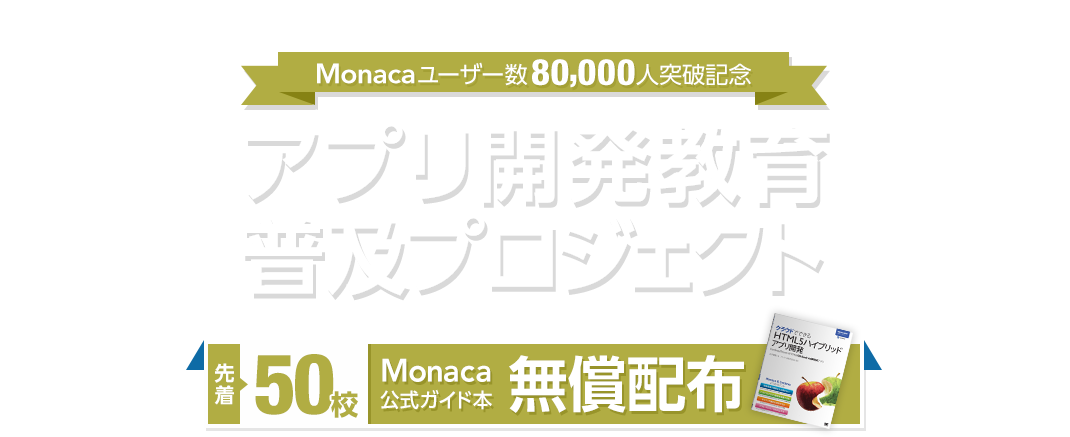 Monacaユーザー数80,000人突破記念
アプリ開発教育
普及プロジェクト
先着
50校
Monaca
公式ガイド本
無償配布
クラウドでできる
HTML5ハイブリッド
アプリ開発